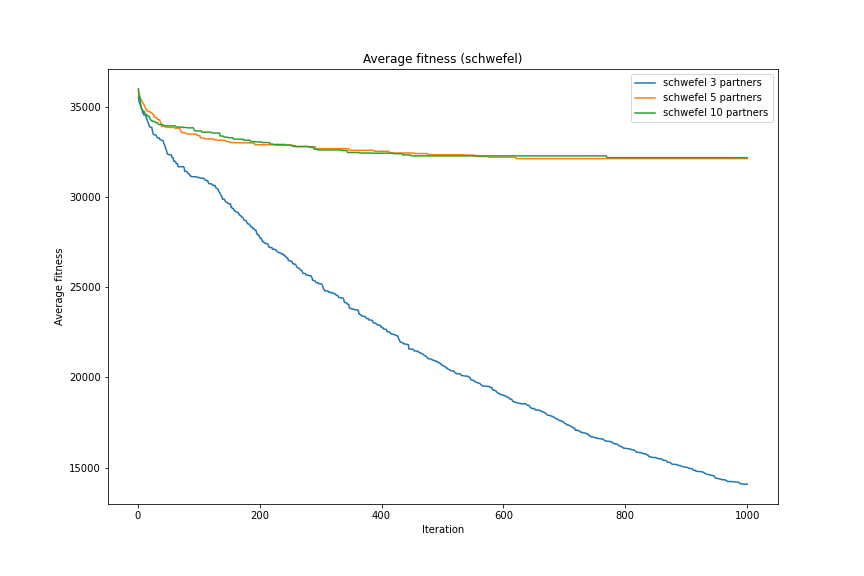 Average fitness (schwefel)
schwefel 3 partners
schwefel 5 partners
schwefel 10 partners
35000
30000
25000
20000
15000
Average fitness
0 200 400 600 800 1000
Iteration